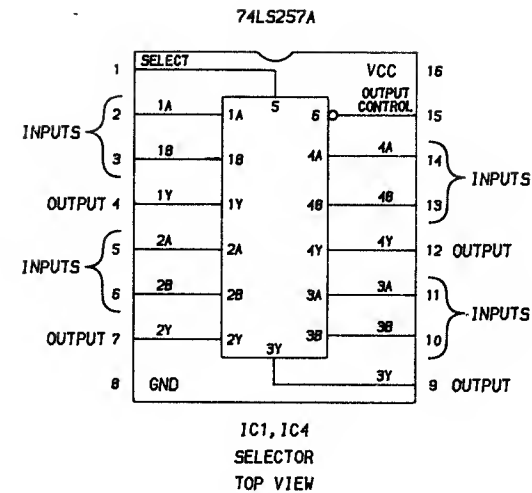 74LS257A
1 SELECT VCC 16
S OUTPUT
6 CONTROL 15
INPUTS 2 1A 1A 4A 4A 14 INPUTS
3 1B 1B 4B 4B 13
OUTPUT 4 1Y 1Y 4Y 4Y 12 OUTPUT
INPUTS 5 2A 2A 3A 3A 11 INPUTS
6 2B 2B 3B 3B 10
OUTPUT 7 2Y 2Y 3Y
8 GND 3Y 9 OUTPUT
IC1, IC4
SELECTOR
TOP VIEW